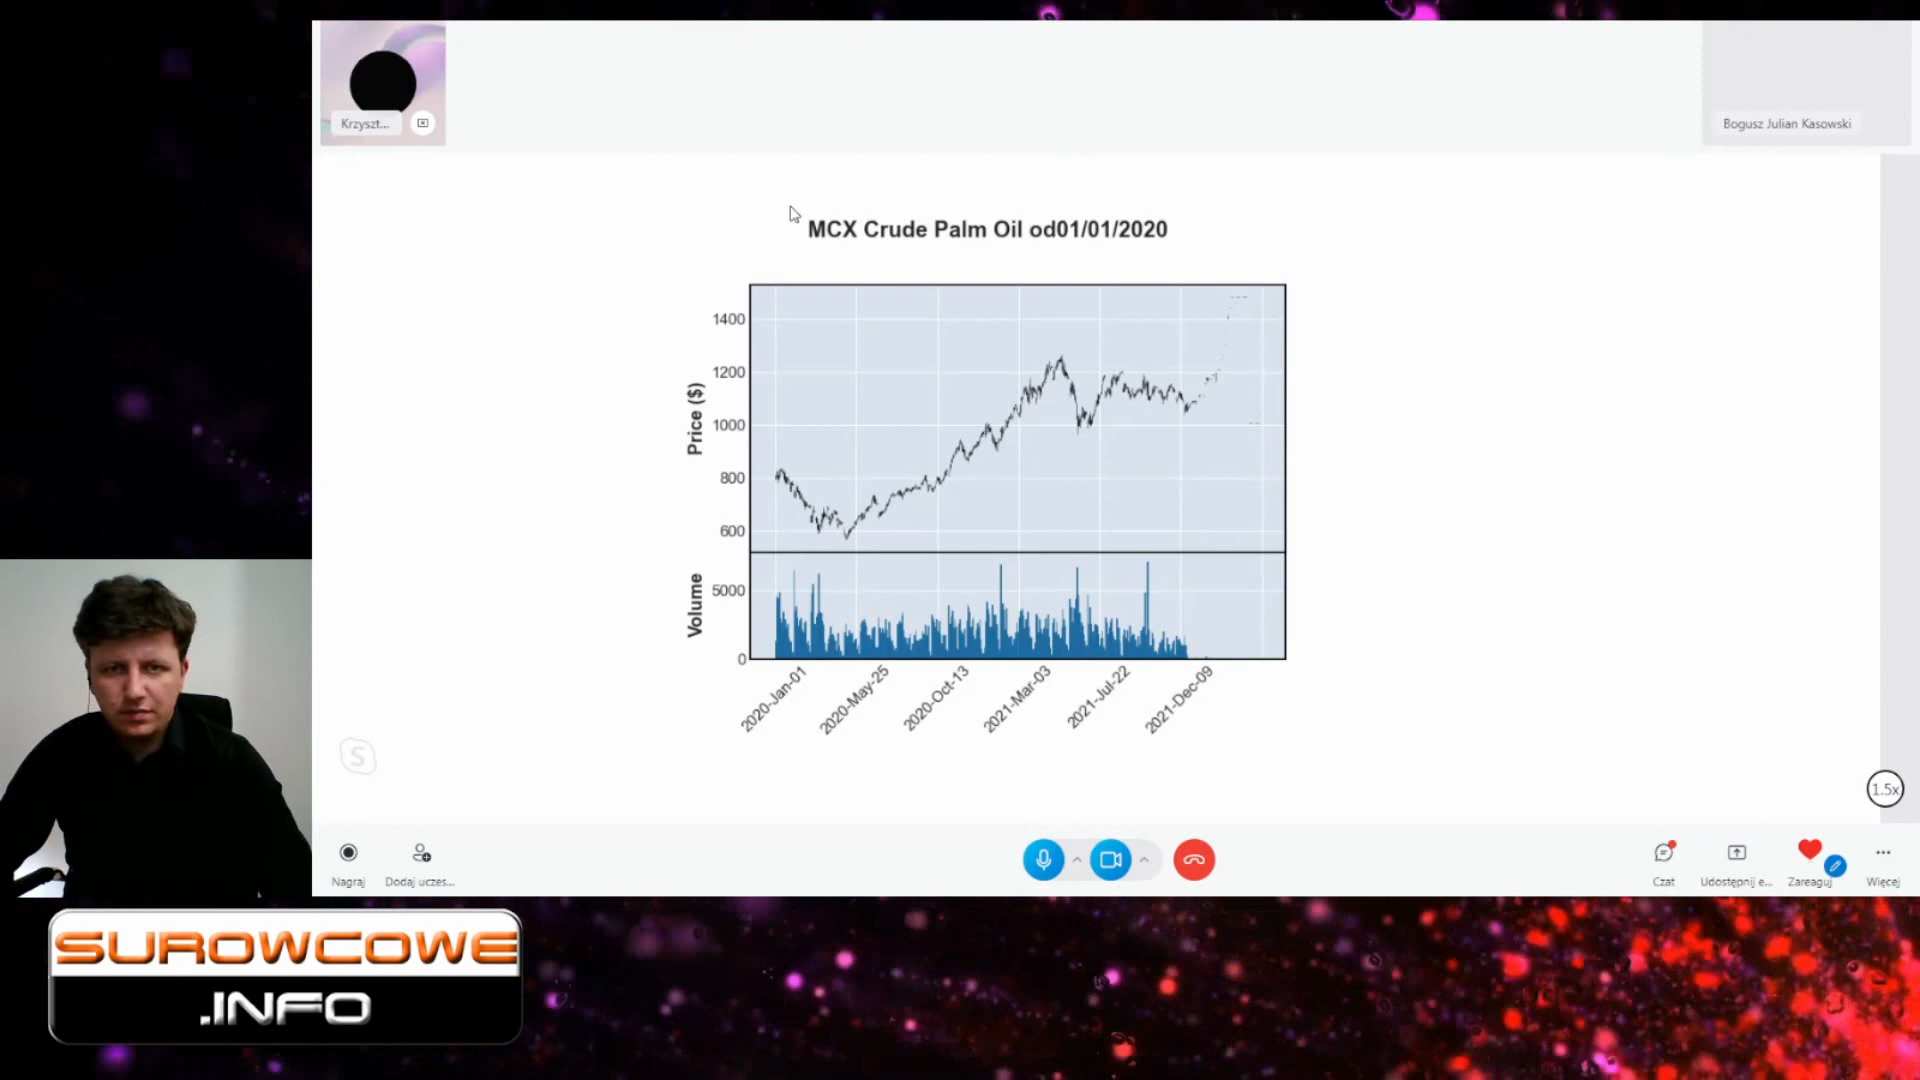 Krzyszt...
Bogusz Julian Kasowski
MCX Crude Palm Oil od01/01/2020
Price ($)
1400
1200
1000
800
600
Volume
5000
0
2020-Jan-01
2020-May-25
2020-Oct-13
2021-Mar-03
2021-Jul-22
2021-Dec-09
S
1.5x
Nagraj
Dodaj uczes...
Czat
Udostępnij e...
Zareaguj
Więcej
SUROWCOWE
.INFO